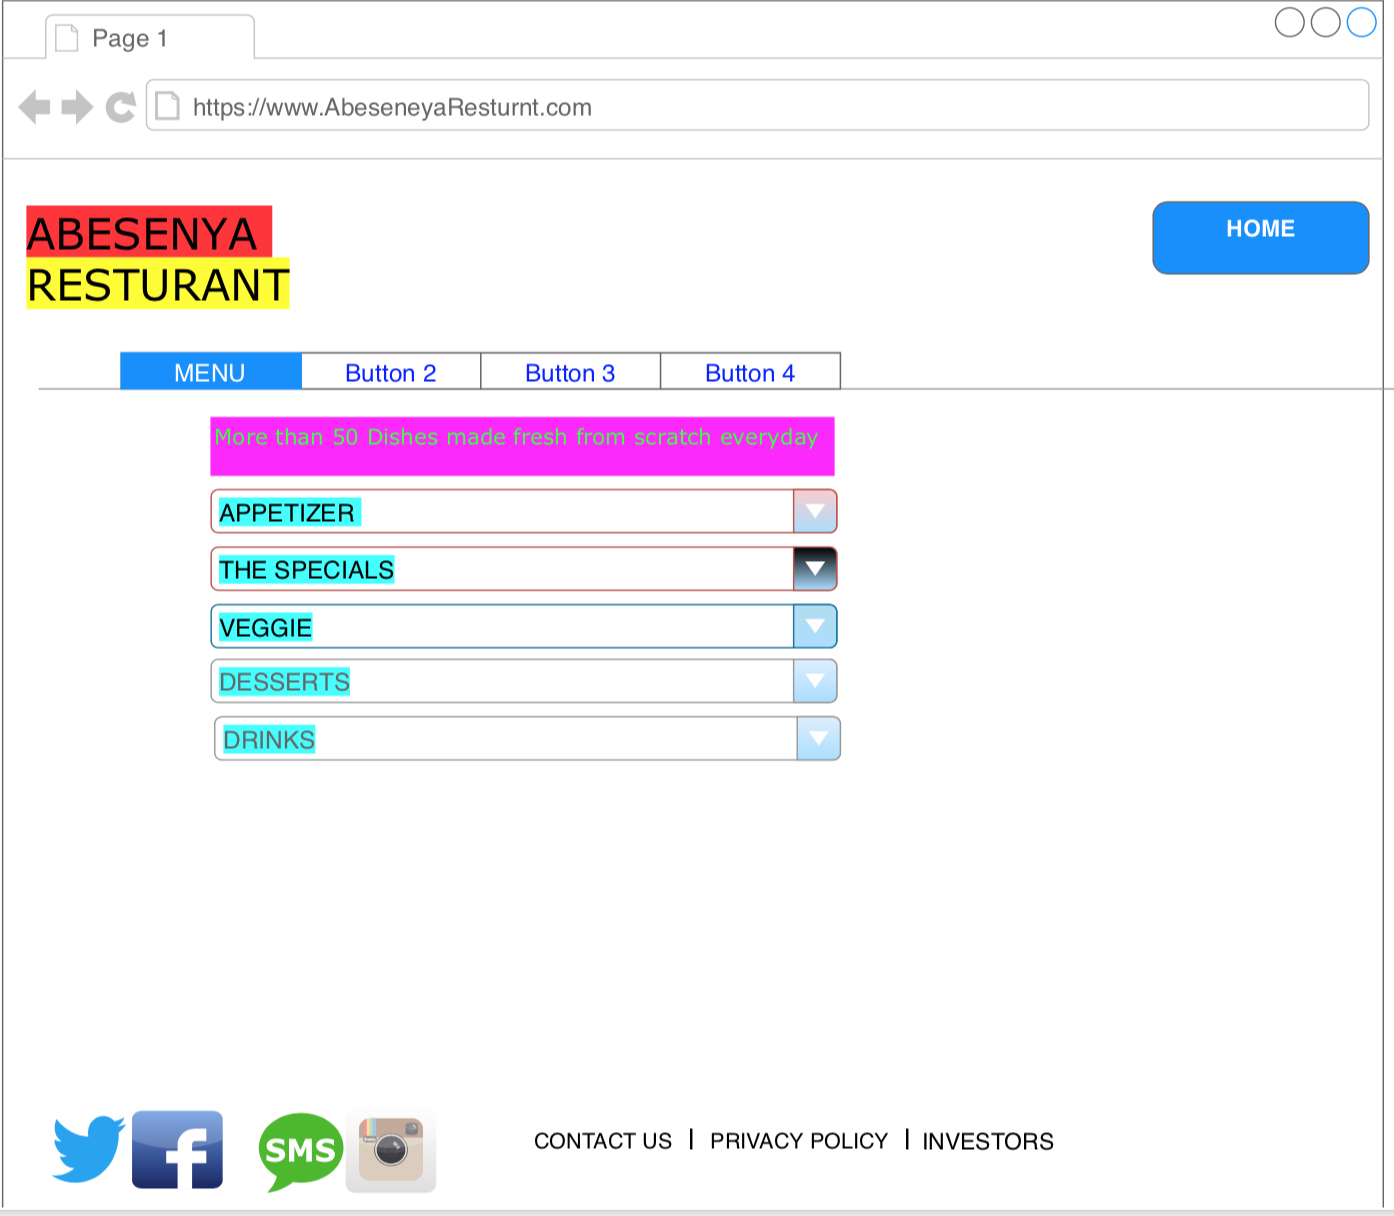 Page 1
https://www.AbeseneyaResturnt.com
ABESENYA
RESTURANT
HOME
MENU Button 2 Button 3 Button 4
More than 50 Dishes made fresh from scratch everyday
APPETIZER
THE SPECIALS
VEGGIE
DESSERTS
DRINKS
f SMS
CONTACT US | PRIVACY POLICY | INVESTORS